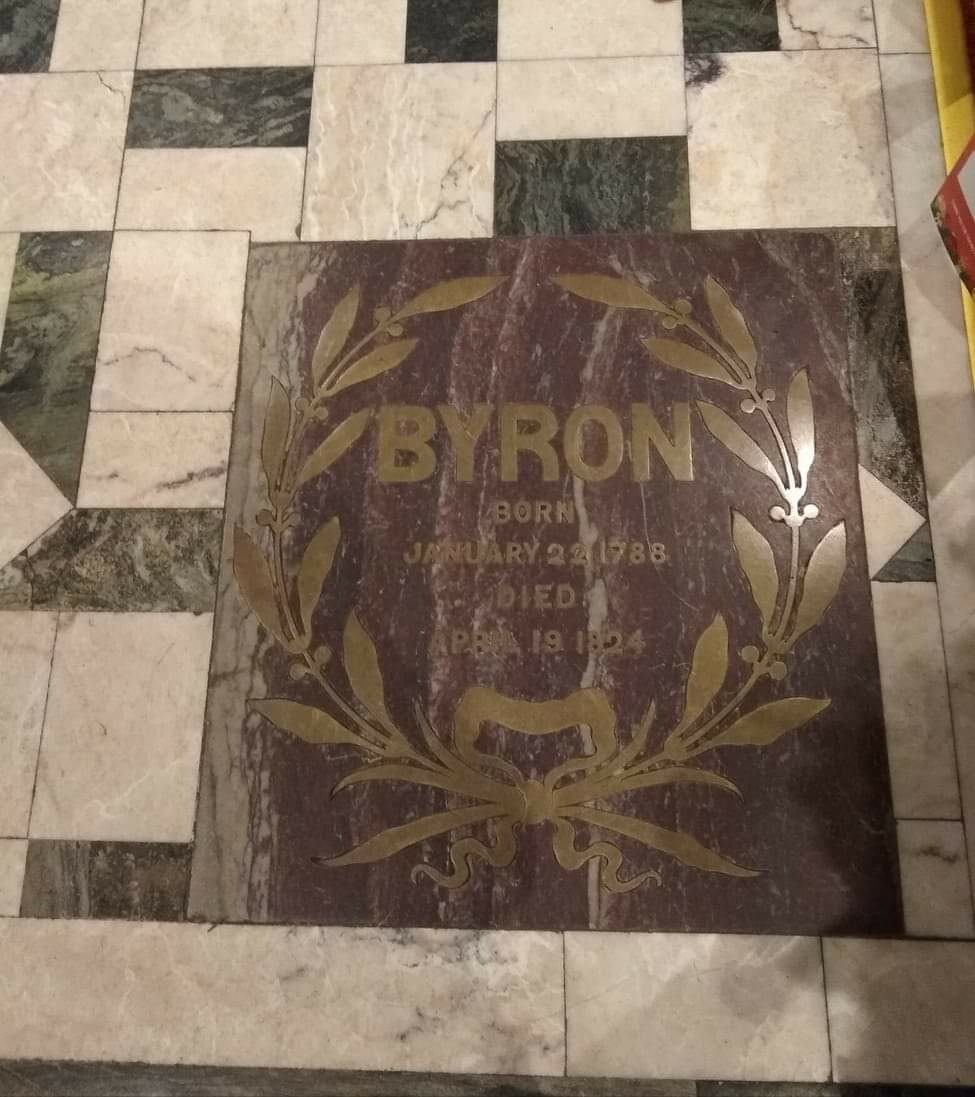 BYRON
BORN
JANUARY 22 1788
DIED
APRIL 19 1824